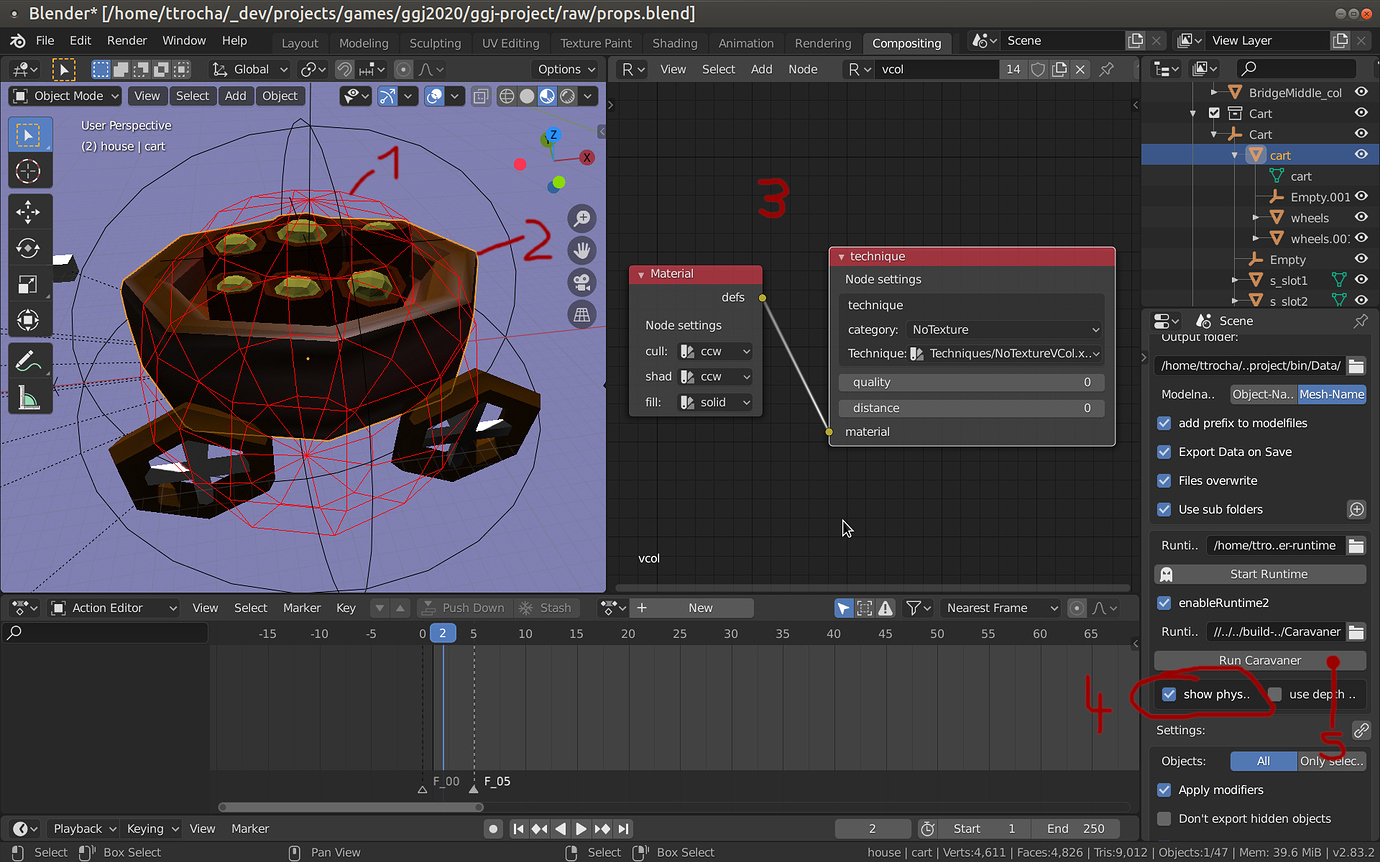 Blender* [/home/ttrocha/_dev/projects/games/ggj2020/ggj-project/raw/props.blend]
File Edit Render Window Help Layout Modeling Sculpting UV Editing Texture Paint Shading Animation Rendering Compositing Scene View Layer
Global Options View Select Add Node vcol 14
Object Mode View Select Add Object
User Perspective
(2) house | cart
Z
X
1
2
3
Material
defs
Node settings
cull: ccw
shad ccw
fill: solid
technique
Node settings
technique
category: NoTexture
Technique: Techniques/NoTextureVCol.x..
quality 0
distance 0
material
vcol
BridgeMiddle_col
Cart
Cart
cart
cart
Empty.001
wheels
wheels.00
Empty
s_slot1
s_slot2
Scene
Output folder:
/home/ttrocha/..project/bin/Data/
Modelna.. Object-Na.. Mesh-Name
add prefix to modelfiles
Export Data on Save
Files overwrite
Use sub folders
Runti.. /home/ttro..er-runtime
Start Runtime
enableRuntime2
Runti.. //../../build-../Caravaner
Run Caravaner
4
show phys.. use depth ..
Settings:
5
Objects: All Only selec..
Apply modifiers
Don't export hidden objects
Action Editor View Select Marker Key Push Down Stash New Nearest Frame
-15 -10 -5 0 2 5 10 15 20 25 30 35 40 45 50 55 60 65
F_00 F_05
Playback Keying View Marker 2 Start 1 End 250
Select Box Select Pan View Select Box Select house | cart | Verts:4,611 | Faces:4,826 | Tris:9,012 | Objects:1/47 | Mem: 39.6 MiB | v2.83.2